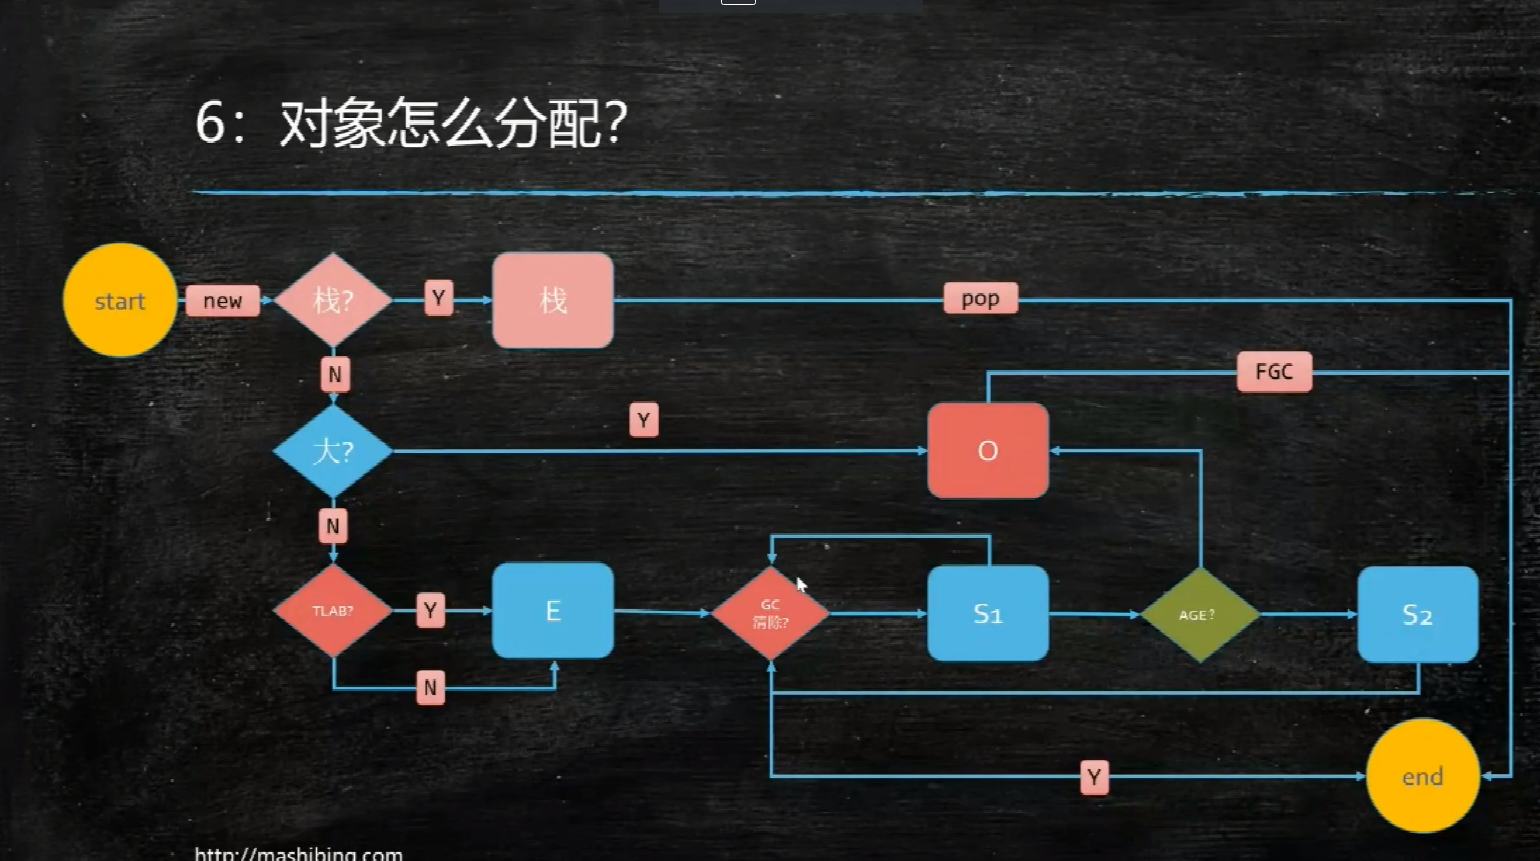 6：对象怎么分配？
start
new
栈?
Y
栈
pop
N
FGC
Y
大?
O
N
TLAB?
Y
E
GC
清除?
S1
AGE?
S2
N
Y
end
http://mashibing.com